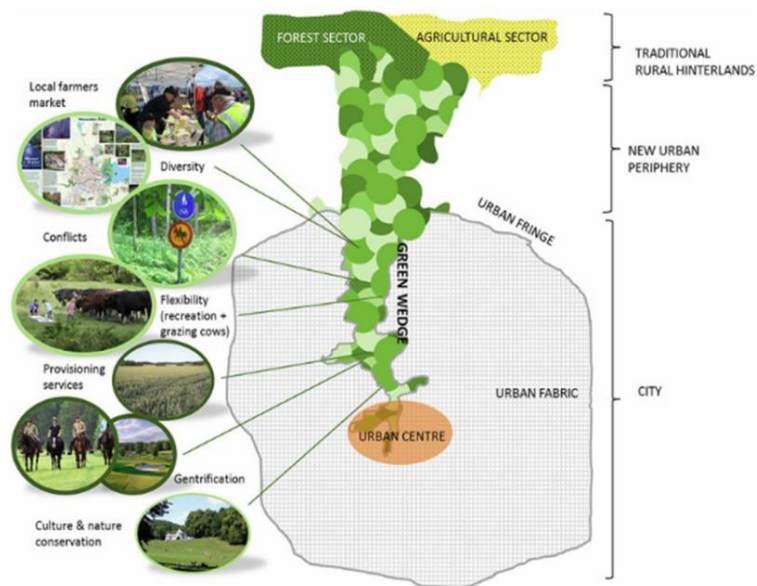 FOREST SECTOR
AGRICULTURAL SECTOR
TRADITIONAL
RURAL HINTERLANDS
Local farmers
market
Diversity
NEW URBAN
PERIPHERY
URBAN FRINGE
Conflicts
GREEN WEDGE
Flexibility
(recreation +
grazing cows)
Provisioning
services
URBAN FABRIC
CITY
URBAN CENTRE
Gentrification
Culture & nature
conservation